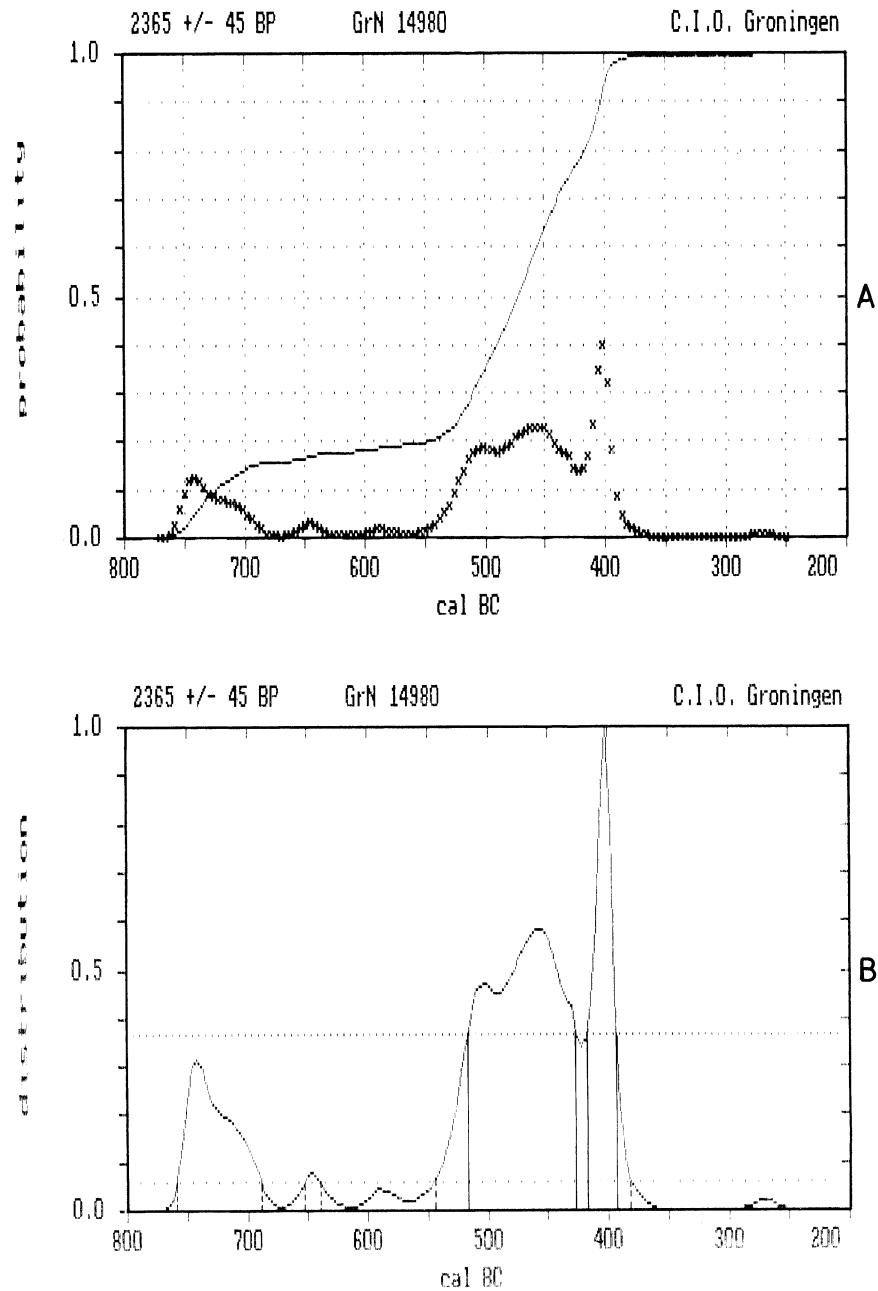 2365 +/- 45 BP GrN 14980 C.I.O. Groningen
1.0
probability
0.5
A
0.0
800 700 600 500 400 300 200
cal BC
2365 +/- 45 BP GrN 14980 C.I.O. Groningen
1.0
distribution
0.5
B
0.0
800 700 600 500 400 300 200
cal BC